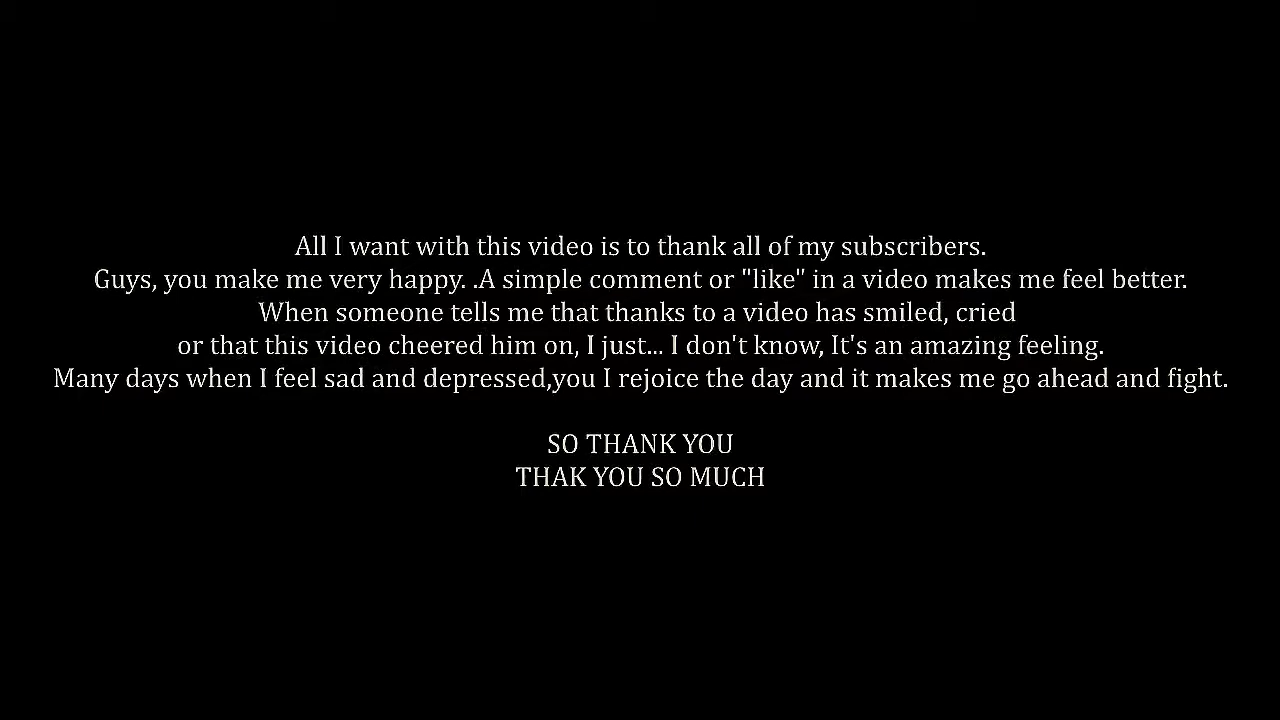 All I want with this video is to thank all of my subscribers.
Guys, you make me very happy. .A simple comment or "like" in a video makes me feel better.
When someone tells me that thanks to a video has smiled, cried
or that this video cheered him on, I just... I don't know, It's an amazing feeling.
Many days when I feel sad and depressed,you I rejoice the day and it makes me go ahead and fight.
SO THANK YOU
THAK YOU SO MUCH